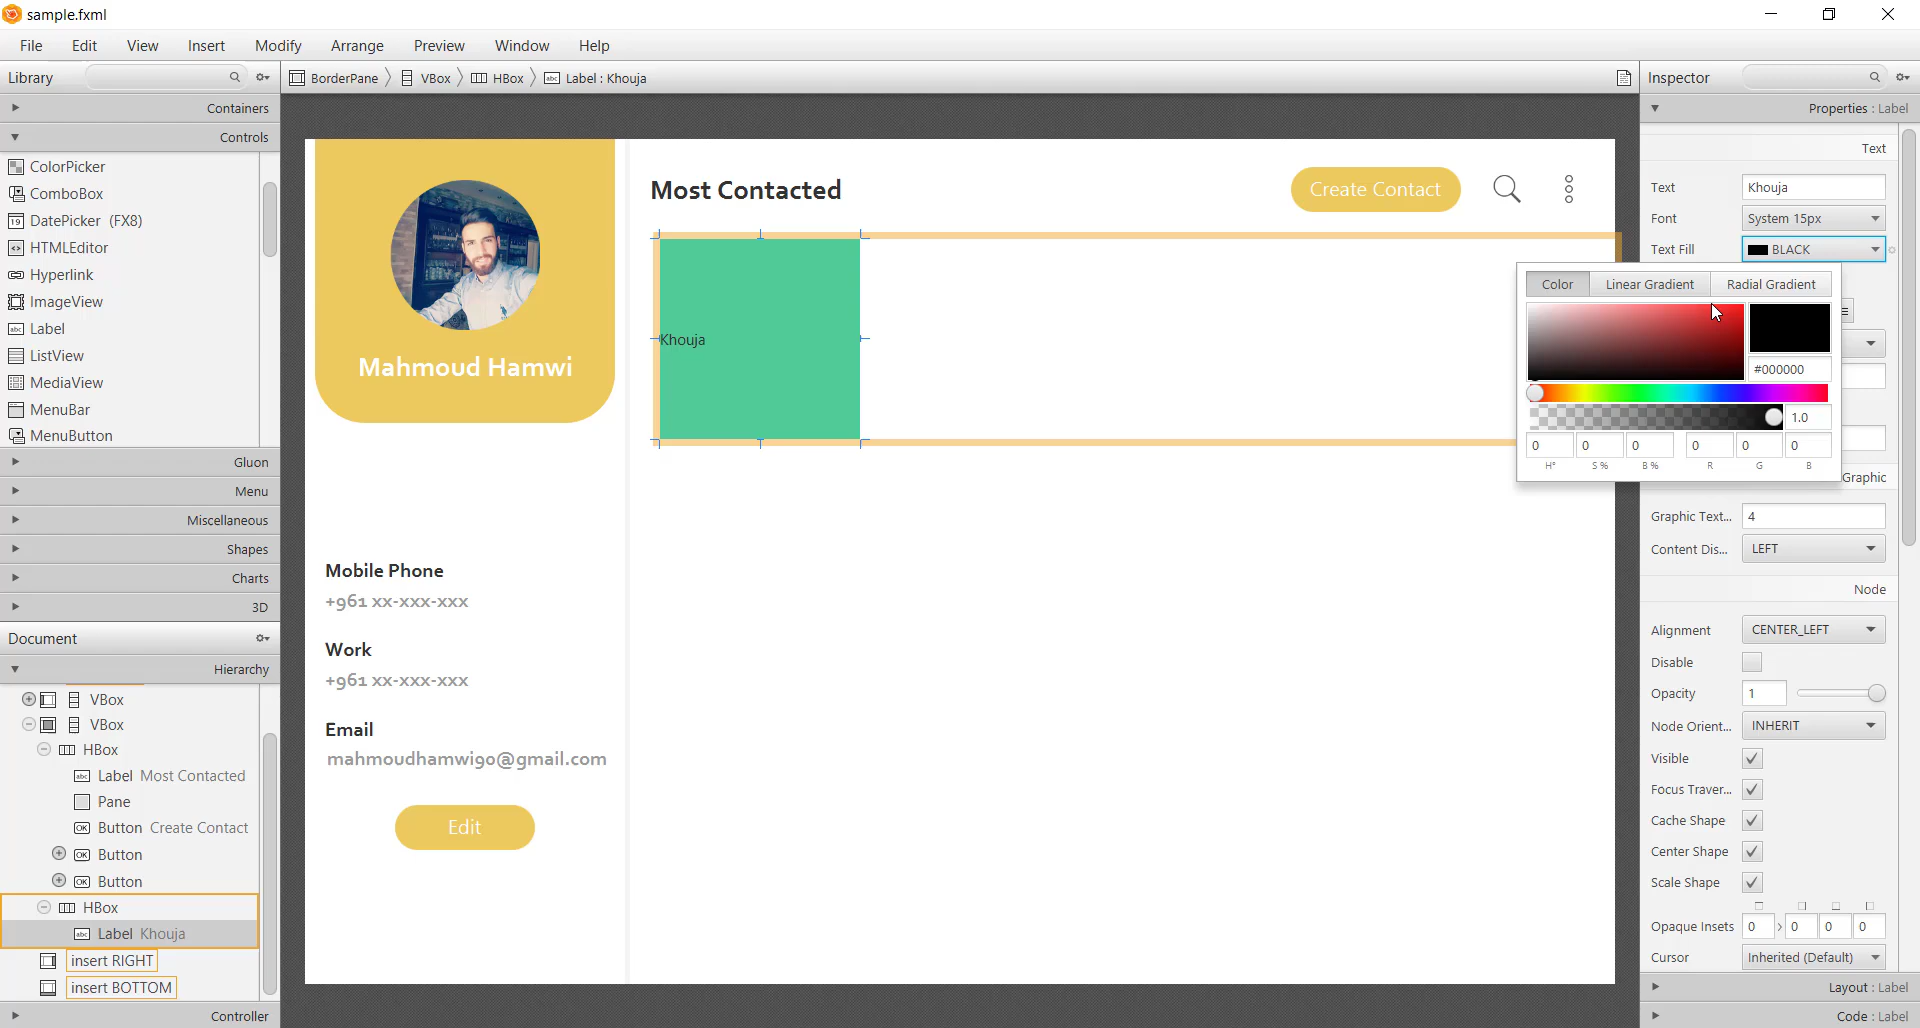 sample.fxml
File Edit View Insert Modify Arrange Preview Window Help
Library
Containers
Controls
ColorPicker
ComboBox
DatePicker (FX8)
HTMLEditor
Hyperlink
ImageView
Label
ListView
MediaView
MenuBar
MenuButton
Gluon
Menu
Miscellaneous
Shapes
Charts
3D
Document
Hierarchy
VBox
VBox
HBox
Label Most Contacted
Pane
Button Create Contact
Button
Button
HBox
Label Khouja
insert RIGHT
insert BOTTOM
Controller
BorderPane VBox HBox Label : Khouja
Mahmoud Hamwi
Mobile Phone
+961 xx-xxx-xxx
Work
+961 xx-xxx-xxx
Email
mahmoudhamwi90@gmail.com
Edit
Most Contacted
Create Contact
Khouja
Inspector
Properties : Label
Text
Text Khouja
Font System 15px
Text Fill BLACK
Color Linear Gradient Radial Gradient
#000000
1.0
0 0 0 0 0 0
H° S % B % R G B
Graphic
Graphic Text... 4
Content Dis... LEFT
Node
Alignment CENTER_LEFT
Disable
Opacity 1
Node Orient... INHERIT
Visible
Focus Traver...
Cache Shape
Center Shape
Scale Shape
Opaque Insets 0 0 0 0
Cursor Inherited (Default)
Layout : Label
Code : Label